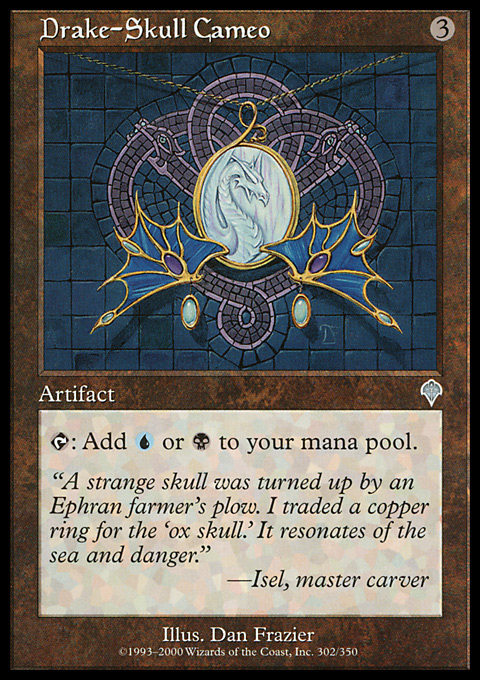 Drake-Skull Cameo 3
Artifact
: Add or to your mana pool.
“A strange skull was turned up by an
Ephran farmer’s plow. I traded a copper
ring for the ‘ox skull.’ It resonates of the
sea and danger.”
—Isel, master carver
Illus. Dan Frazier
©1993–2000 Wizards of the Coast, Inc. 302/350